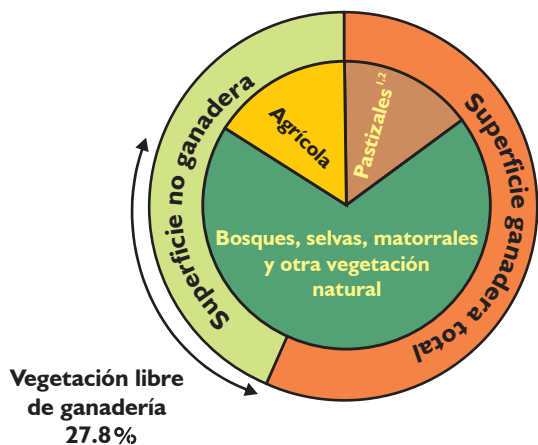 Superficie no ganadera
Agrícola
Pastizales 1,2
Superficie ganadera total
Bosques, selvas, matorrales
y otra vegetación
natural
Vegetación libre
de ganadería
27.8%